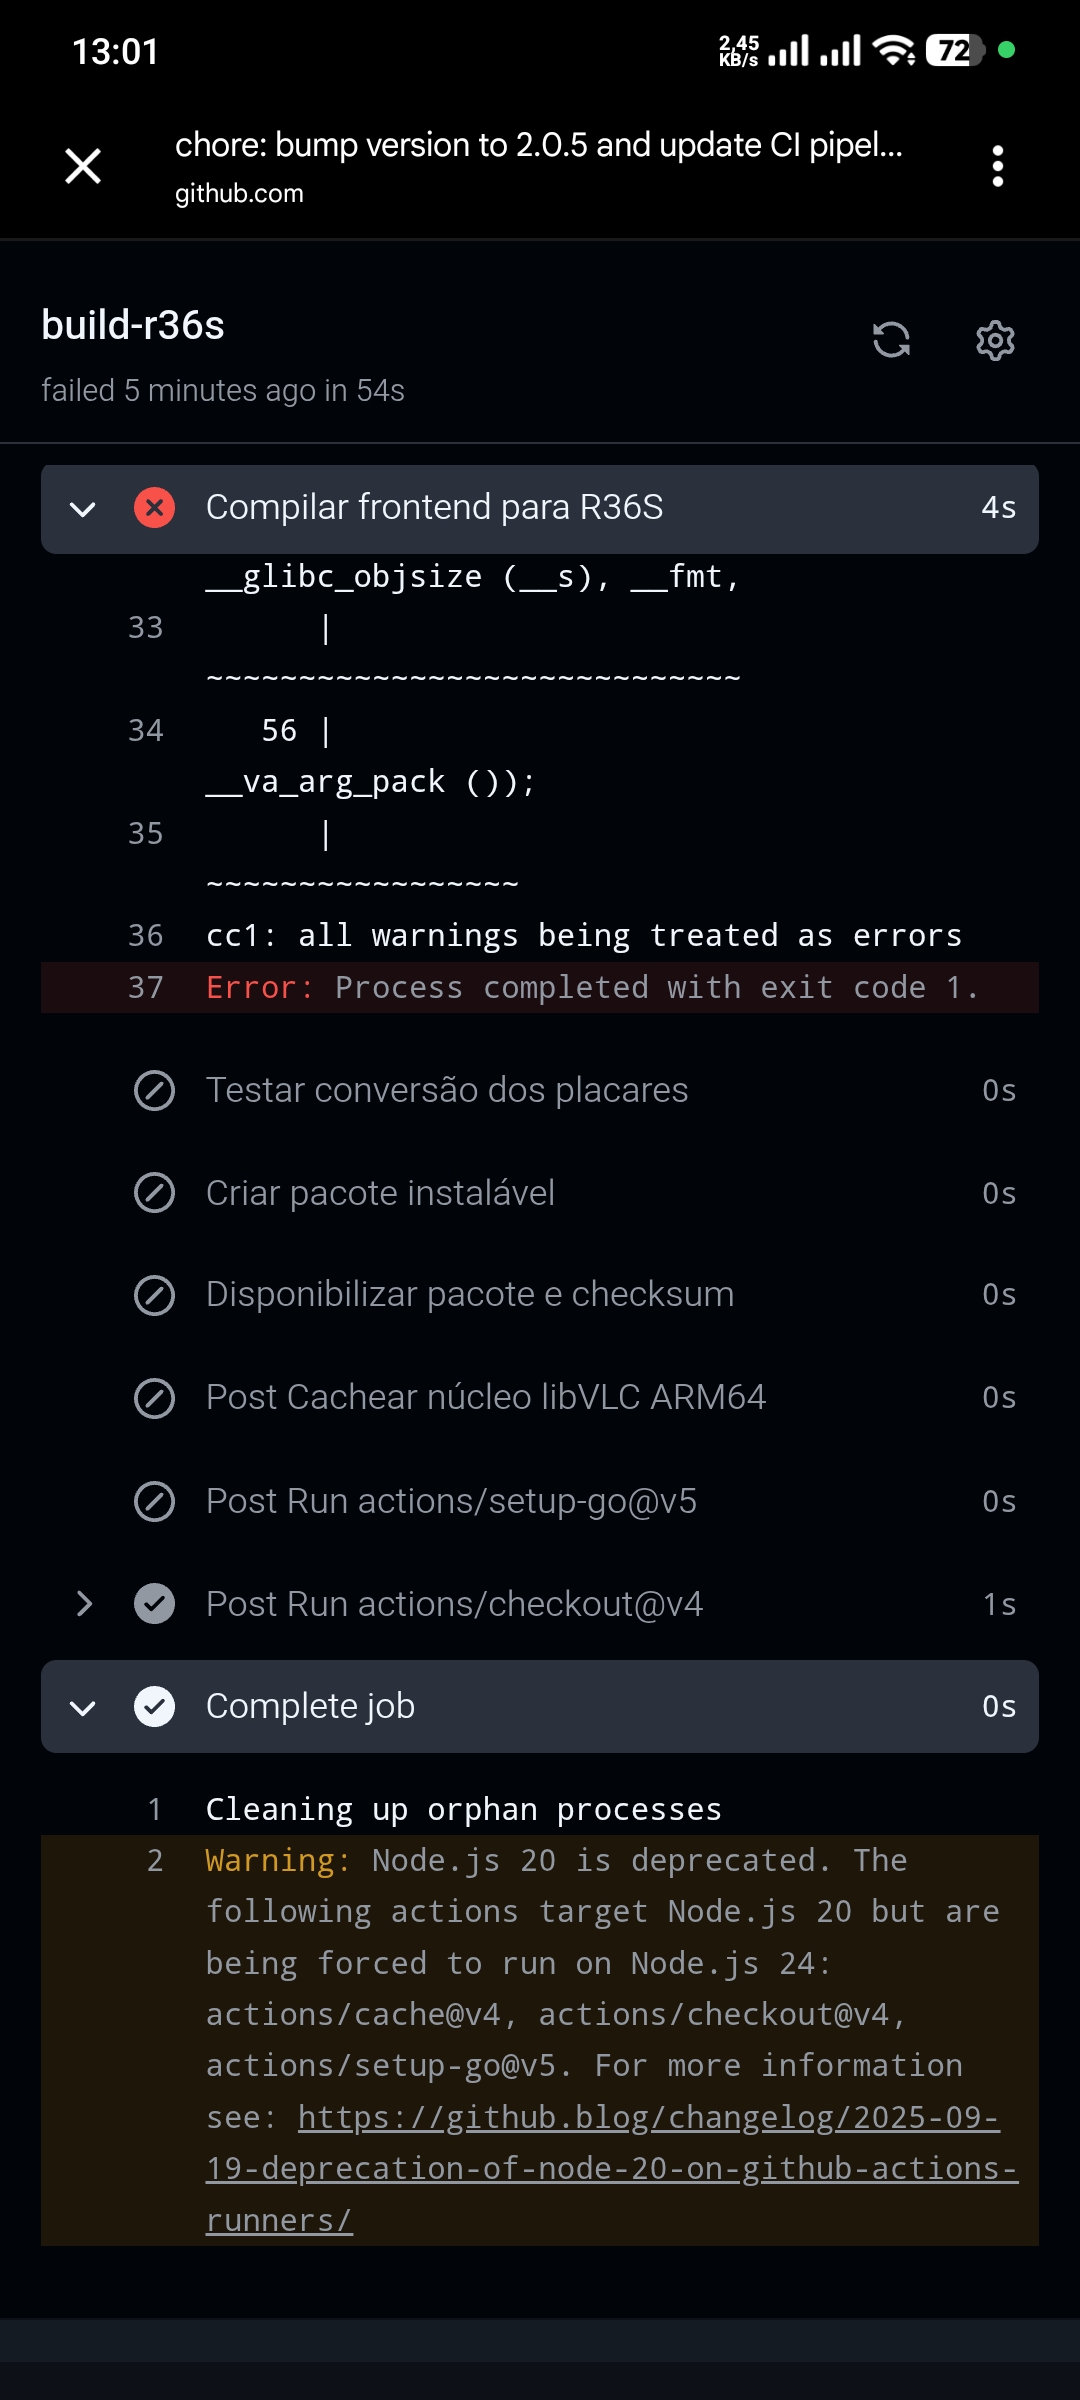 13:01
2,45
KB/s
72
chore: bump version to 2.0.5 and update CI pipel...
github.com
build-r36s
failed 5 minutes ago in 54s
Compilar frontend para R36S 4s
__glibc_objsize (__s), __fmt,
33 |
~~~~~~~~~~~~~~~~~~~~~~~~~~~~~
34 56 |
__va_arg_pack ());
35 |
~~~~~~~~~~~~~~~~~
36 cc1: all warnings being treated as errors
37 Error: Process completed with exit code 1.
Testar conversão dos placares 0s
Criar pacote instalável 0s
Disponibilizar pacote e checksum 0s
Post Cachear núcleo libVLC ARM64 0s
Post Run actions/setup-go@v5 0s
Post Run actions/checkout@v4 1s
Complete job 0s
1 Cleaning up orphan processes
2 Warning: Node.js 20 is deprecated. The
following actions target Node.js 20 but are
being forced to run on Node.js 24:
actions/cache@v4, actions/checkout@v4,
actions/setup-go@v5. For more information
see: https://github.blog/changelog/2025-09-
19-deprecation-of-node-20-on-github-actions-
runners/